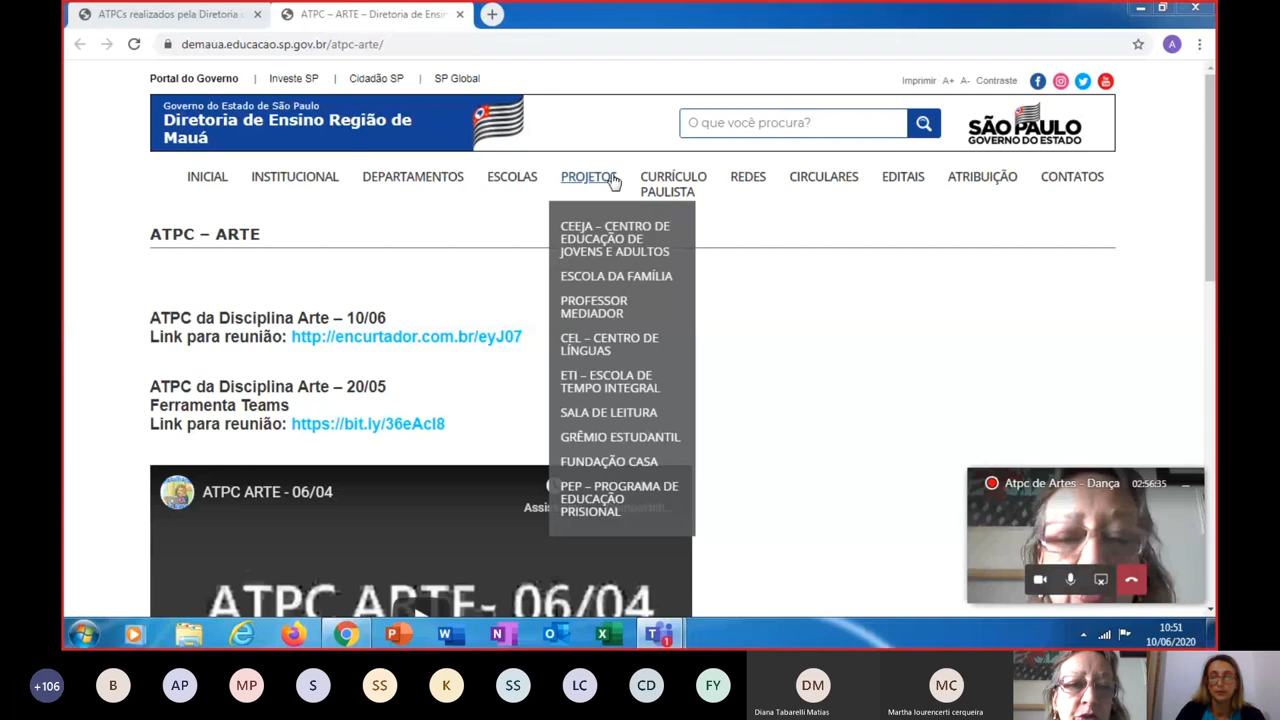 ATPCs realizados pela Diretoria
ATPC – ARTE – Diretoria de Ensin
demaua.educacao.sp.gov.br/atpc-arte/
A
Portal do Governo | Investe SP | Cidadão SP | SP Global
Imprimir A+ A- Contraste
Governo do Estado de São Paulo
Diretoria de Ensino Região de
Mauá
O que você procura?
SÃO PAULO
GOVERNO DO ESTADO
INICIAL INSTITUCIONAL DEPARTAMENTOS ESCOLAS PROJETOS CURRÍCULO PAULISTA REDES CIRCULARES EDITAIS ATRIBUIÇÃO CONTATOS
CEEJA – CENTRO DE
EDUCAÇÃO DE
JOVENS E ADULTOS
ESCOLA DA FAMÍLIA
PROFESSOR
MEDIADOR
CEL – CENTRO DE
LÍNGUAS
ETI – ESCOLA DE
TEMPO INTEGRAL
SALA DE LEITURA
GRÊMIO ESTUDANTIL
FUNDAÇÃO CASA
PEP – PROGRAMA DE
EDUCAÇÃO
PRISIONAL
ATPC – ARTE
ATPC da Disciplina Arte – 10/06
Link para reunião: http://encurtador.com.br/eyJ07
ATPC da Disciplina Arte – 20/05
Ferramenta Teams
Link para reunião: https://bit.ly/36eAcI8
ATPC ARTE - 06/04
Assis
ATPC ARTE- 06/04
Atpc de Artes - Dança 02:56:35
10:51
10/06/2020
+106 B AP MP S SS K SS LC CD FY DM MC
Diana Tabarelli Matias
Martha lourencerti cerqueira